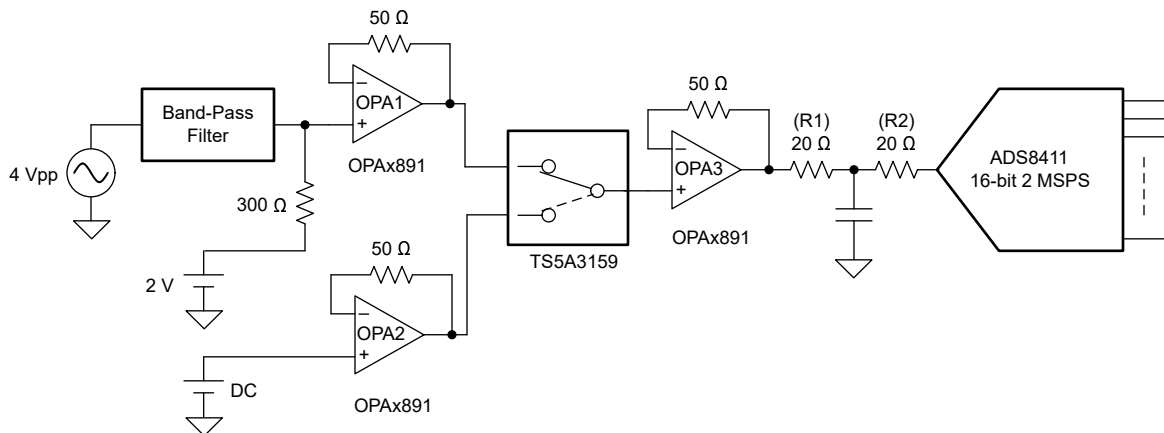 50 Ω
Band-Pass
Filter
−
OPA1
+
OPAx891
4 Vpp
300 Ω
2 V
50 Ω
−
OPA2
+
OPAx891
DC
TS5A3159
50 Ω
−
OPA3
+
OPAx891
(R1)
20 Ω
(R2)
20 Ω
ADS8411
16-bit 2 MSPS